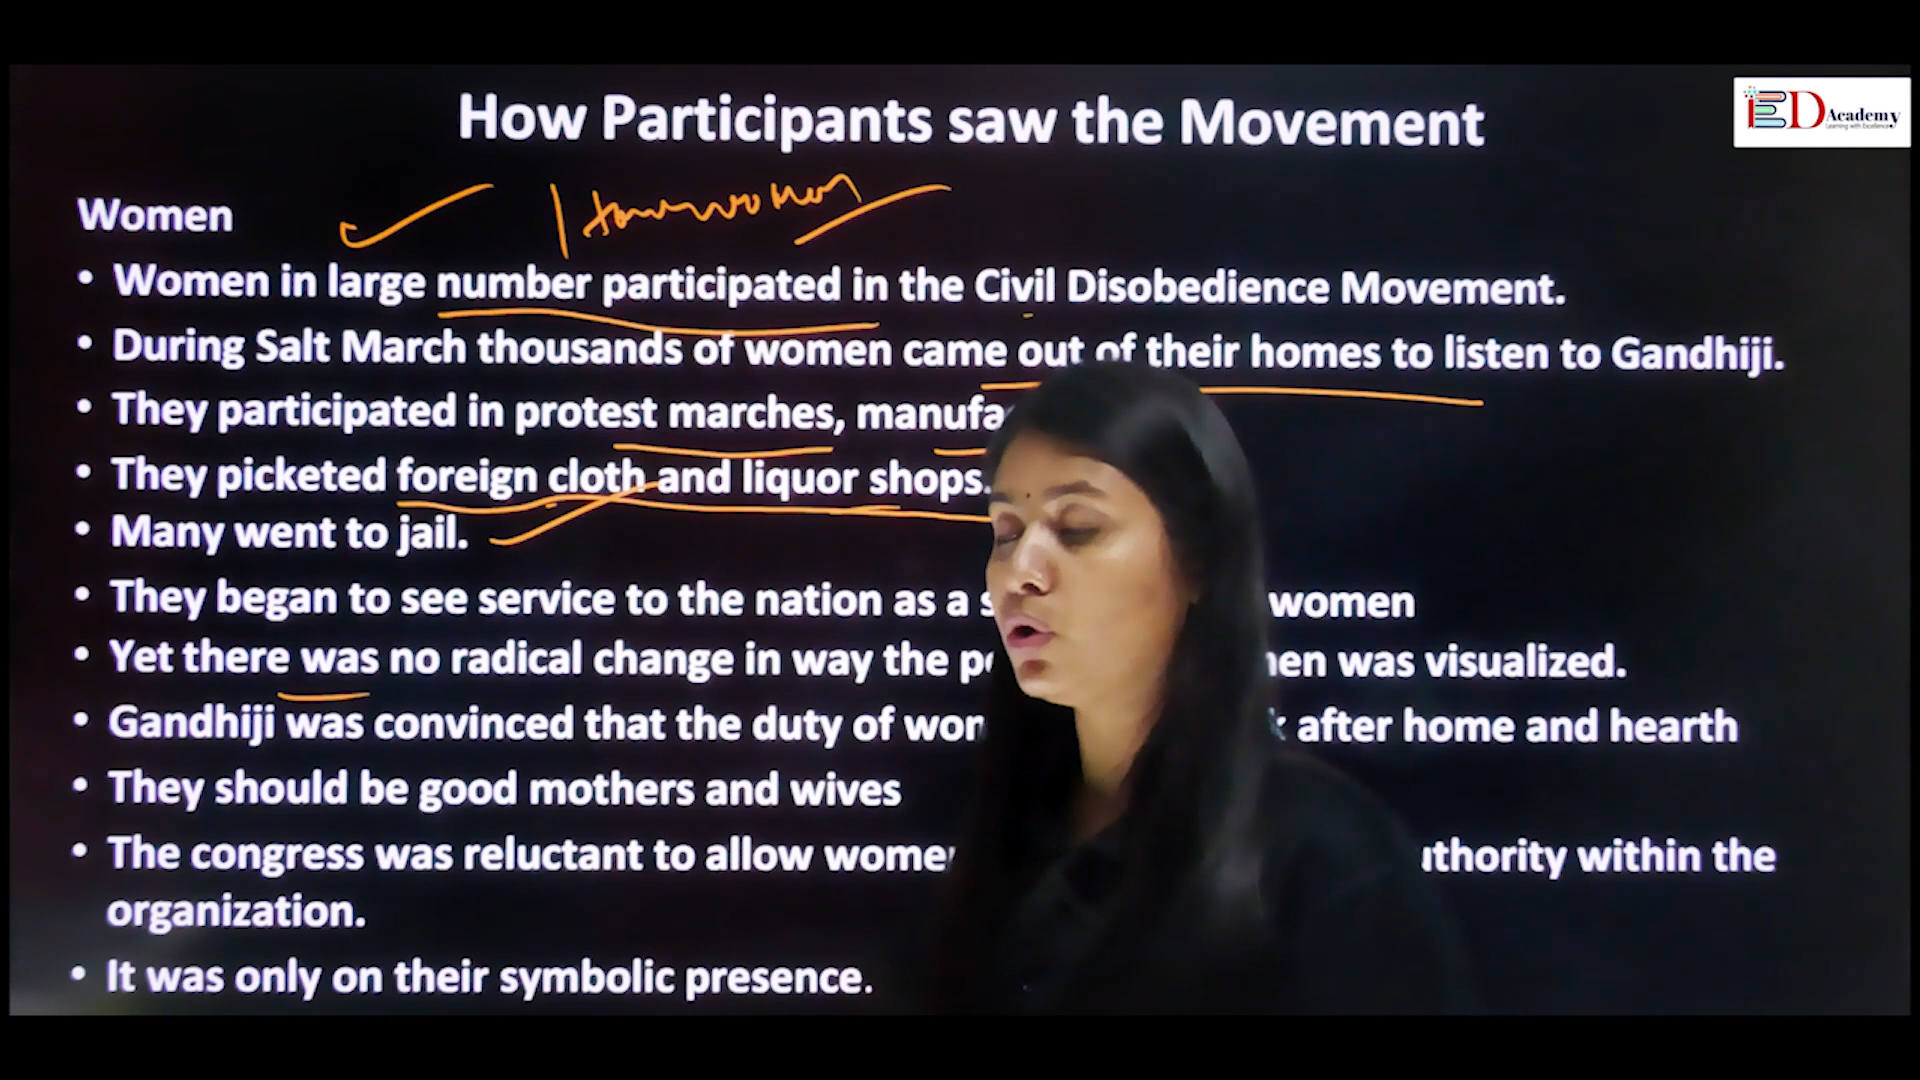 How Participants saw the Movement
ED Academy
Learning with Excellence
Women
• Women in large number participated in the Civil Disobedience Movement.
• During Salt March thousands of women came out of their homes to listen to Gandhiji.
• They participated in protest marches,
• They picketed foreign cloth and liquor shops.
• Many went to jail.
• They began to see service to the nation as a women
• Yet there was no radical change in way the was visualized.
• Gandhiji was convinced that the duty of after home and hearth
• They should be good mothers and wives
• The congress was reluctant to allow within the
organization.
• It was only on their symbolic presence.